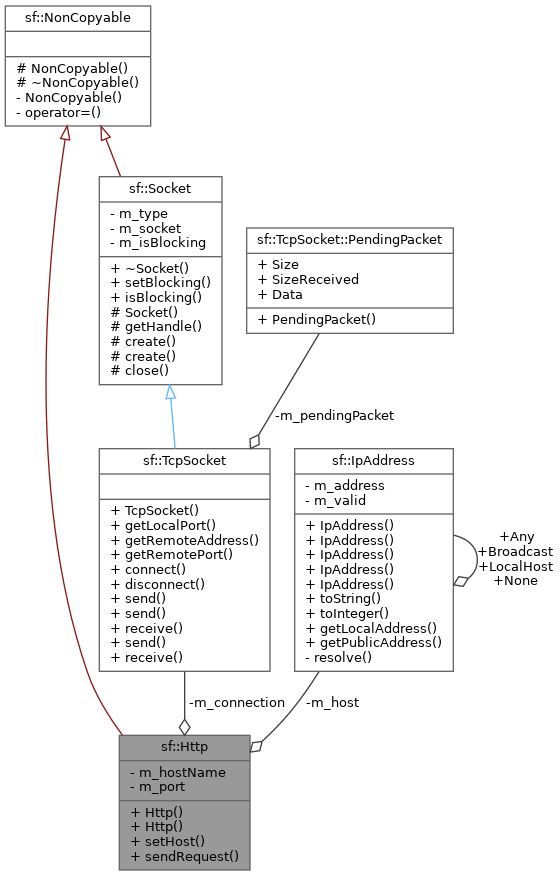 sf::NonCopyable
# NonCopyable()
# ~NonCopyable()
- NonCopyable()
- operator=()
sf::Socket
- m_type
- m_socket
- m_isBlocking
+ ~Socket()
+ setBlocking()
+ isBlocking()
# Socket()
# getHandle()
# create()
# create()
# close()
sf::TcpSocket::PendingPacket
+ Size
+ SizeReceived
+ Data
+ PendingPacket()
-m_pendingPacket
sf::TcpSocket
+ TcpSocket()
+ getLocalPort()
+ getRemoteAddress()
+ getRemotePort()
+ connect()
+ disconnect()
+ send()
+ send()
+ receive()
+ send()
+ receive()
sf::IpAddress
- m_address
- m_valid
+ IpAddress()
+ IpAddress()
+ IpAddress()
+ IpAddress()
+ IpAddress()
+ toString()
+ toInteger()
+ getLocalAddress()
+ getPublicAddress()
- resolve()
+Any
+Broadcast
+LocalHost
+None
-m_connection
-m_host
sf::Http
- m_hostName
- m_port
+ Http()
+ Http()
+ setHost()
+ sendRequest()